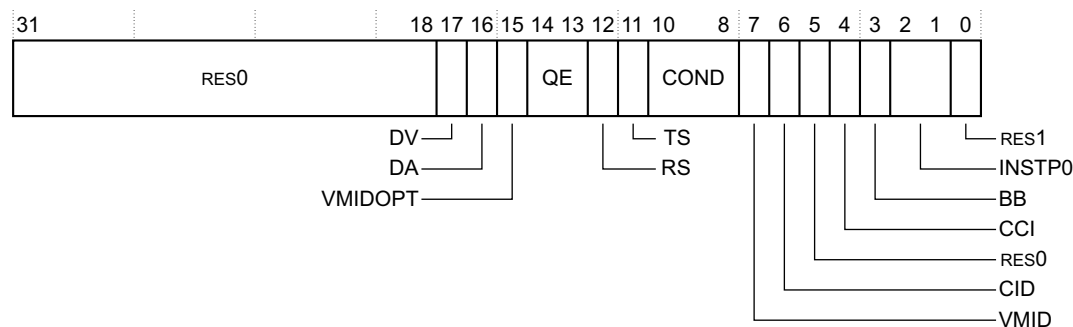 31 18 17 16 15 14 13 12 11 10 8 7 6 5 4 3 2 1 0
RES0 QE COND
DV TS RES1
DA RS INSTP0
VMIDOPT BB
CCI
RES0
CID
VMID